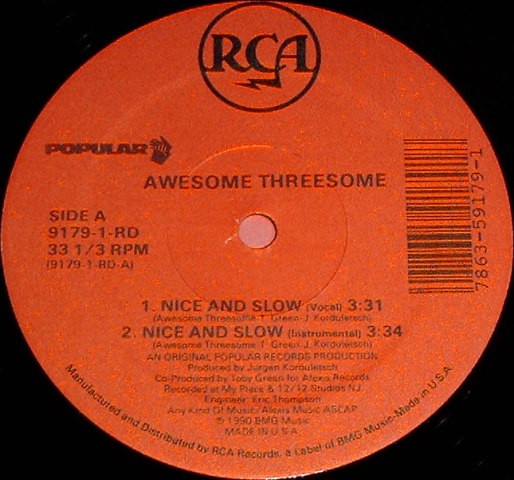 RCA
POPULAR
AWESOME THREESOME
SIDE A
9179-1-RD
33 1/3 RPM
(9179-1-RD-A)
7863-59179-1
1. NICE AND SLOW (Vocal) 3:31
(Awesome Threesome-T. Green-J. Korduletsch)
2. NICE AND SLOW (Instrumental) 3:34
(Awesome Threesome-T. Green-J. Korduletsch)
AN ORIGINAL POPULAR RECORDS PRODUCTION
Produced by Jurgen Korduletsch
Co-Produced by Toby Green for Alexis Records
Recorded at My Place & 12/12 Studios NJ
Engineer: Eric Thompson
Any Kind Of Music/Alexis Music ASCAP
℗ 1990 BMG Music
MADE IN U.S.A.
Manufactured and Distributed by RCA Records, a Label of BMG Music-Made in U.S.A.